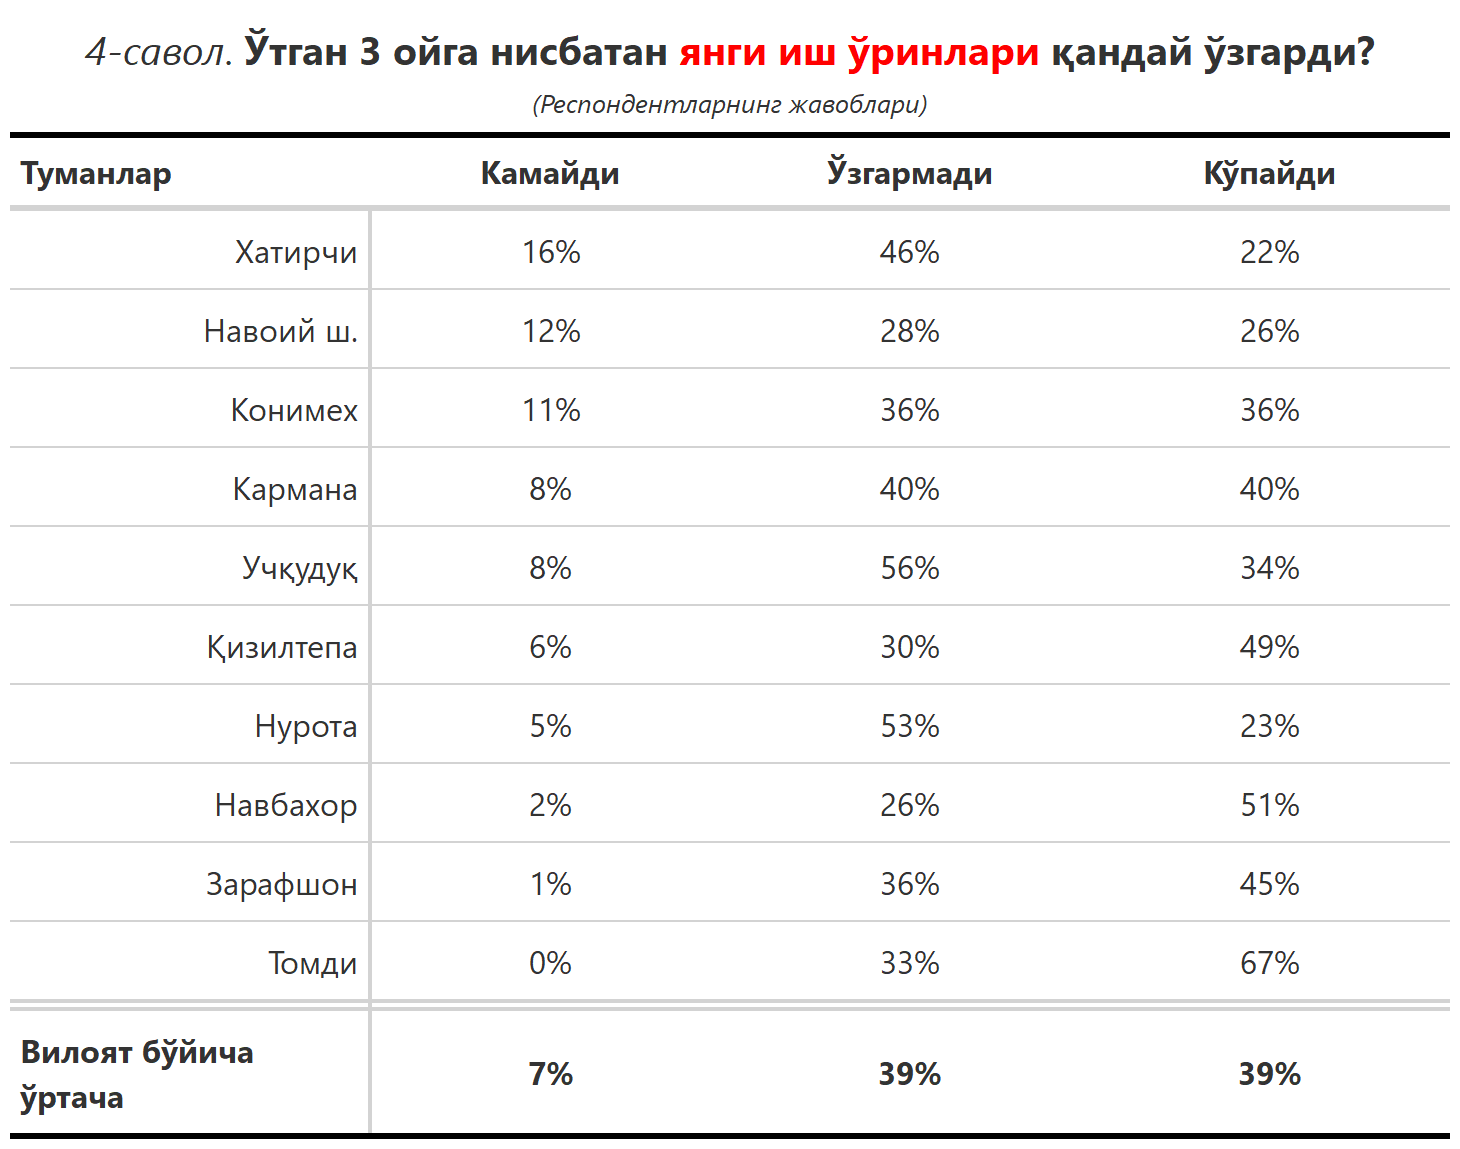 4-савол. Ўтган 3 ойга нисбатан янги иш ўринлари қандай ўзгарди?
(Респондентларнинг жавоблари)
Туманлар Камайди Ўзгармади Кўпайди
Хатирчи 16% 46% 22%
Навоий ш. 12% 28% 26%
Конимех 11% 36% 36%
Кармана 8% 40% 40%
Учқудуқ 8% 56% 34%
Қизилтепа 6% 30% 49%
Нурота 5% 53% 23%
Навбахор 2% 26% 51%
Зарафшон 1% 36% 45%
Томди 0% 33% 67%
Вилоят бўйича
ўртача 7% 39% 39%